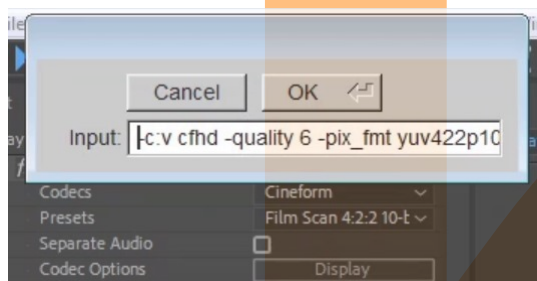 Cancel OK
Input: -c:v cfhd -quality 6 -pix_fmt yuv422p10
Codecs Cineform
Presets Film Scan 4:2:2 10-b
Separate Audio
Codec Options Display